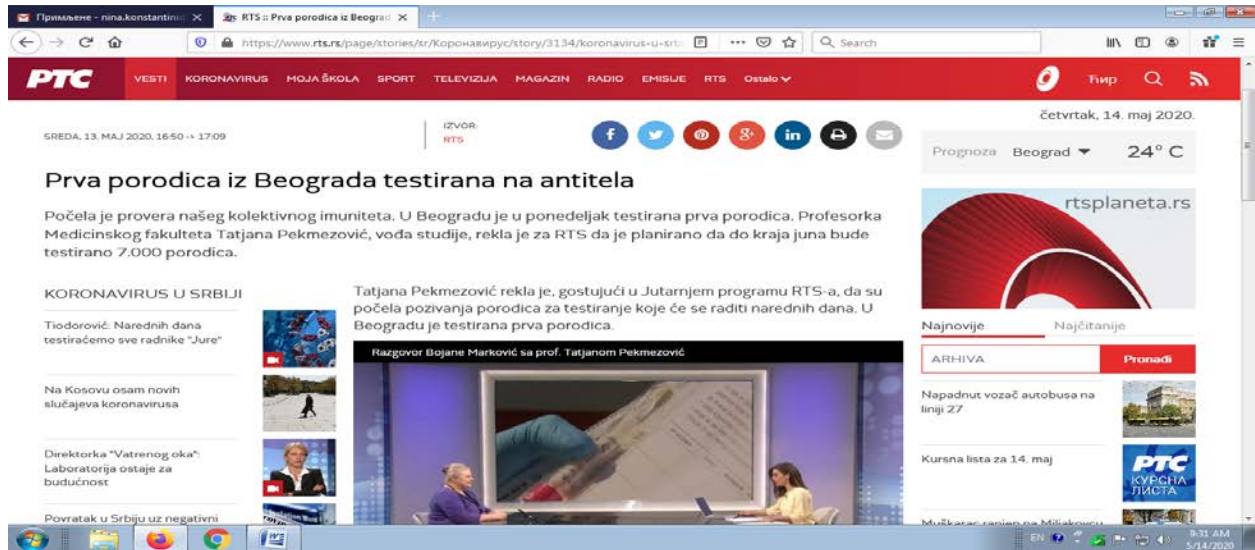 Примљене - nina.konstantini
RTS :: Prva porodica iz Beograd
https://www.rts.rs/page/stories/sr/Коронавирус/story/3134/koronavirus-u-srb
Search
РТС
VESTI KORONAVIRUS MOJA ŠKOLA SPORT TELEVIZIJA MAGAZIN RADIO EMISIJE RTS Ostalo
Ћир
SREDA, 13. MAJ 2020, 16:50 -> 17:09
IZVOR:
RTS
četvrtak, 14. maj 2020.
Prognoza Beograd 24° C
Prva porodica iz Beograda testirana na antitela
Počela je provera našeg kolektivnog imuniteta. U Beogradu je u ponedeljak testirana prva porodica. Profesorka
Medicinskog fakulteta Tatjana Pekmezović, vođa studije, rekla je za RTS da je planirano da do kraja juna bude
testirano 7.000 porodica.
rtsplaneta.rs
KORONAVIRUS U SRBIJI
Tiodorović: Narednih dana
testiraćemo sve radnike "Jure"
Na Kosovu osam novih
slučajeva koronavirusa
Direktorka "Vatrenog oka":
Laboratorija ostaje za
budućnost
Povratak u Srbiju uz negativni
Tatjana Pekmezović rekla je, gostujući u Jutarnjem programu RTS-a, da su
počela pozivanja porodica za testiranje koje će se raditi narednih dana. U
Beogradu je testirana prva porodica.
Razgovor Bojane Marković sa prof. Tatjanom Pekmezović
Najnovije Najčitanije
ARHIVA Pronađi
Napadnut vozač autobusa na
liniji 27
Kursna lista za 14. maj
РТС
КУРСНА
ЛИСТА
Muškarac ranjen na Miljakovcu
EN
9:31 AM
5/14/2020